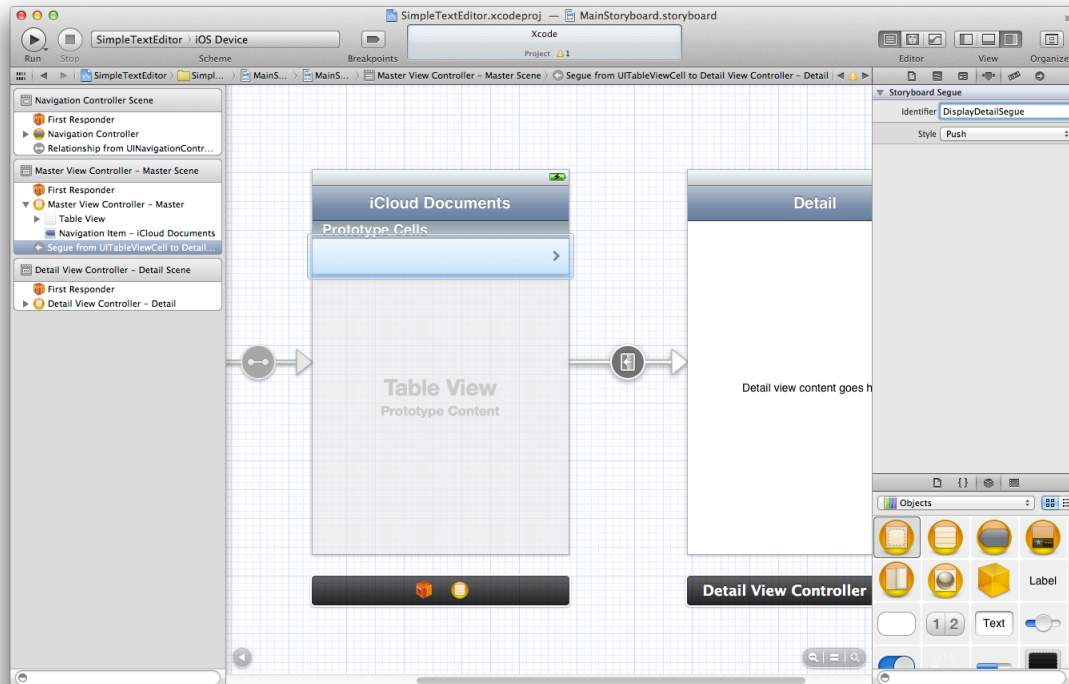 SimpleTextEditor.xcodeproj — MainStoryboard.storyboard
SimpleTextEditor › iOS Device
Xcode
Project 1
Run Stop Scheme Breakpoints Editor View Organize
SimpleTextEditor › Simpl... › MainS... › MainS... › Master View Controller – Master Scene › Segue from UITableViewCell to Detail View Controller – Detail
Navigation Controller Scene
First Responder
Navigation Controller
Relationship from UINavigationContr...
Master View Controller – Master Scene
First Responder
Master View Controller – Master
Table View
Navigation Item – iCloud Documents
Segue from UITableViewCell to Detail...
Detail View Controller – Detail Scene
First Responder
Detail View Controller – Detail
iCloud Documents
Prototype Cells
Table View
Prototype Content
Detail
Detail view content goes h
Detail View Controller
Storyboard Segue
Identifier DisplayDetailSegue
Style Push
{ }
Objects
Label
1 2 Text